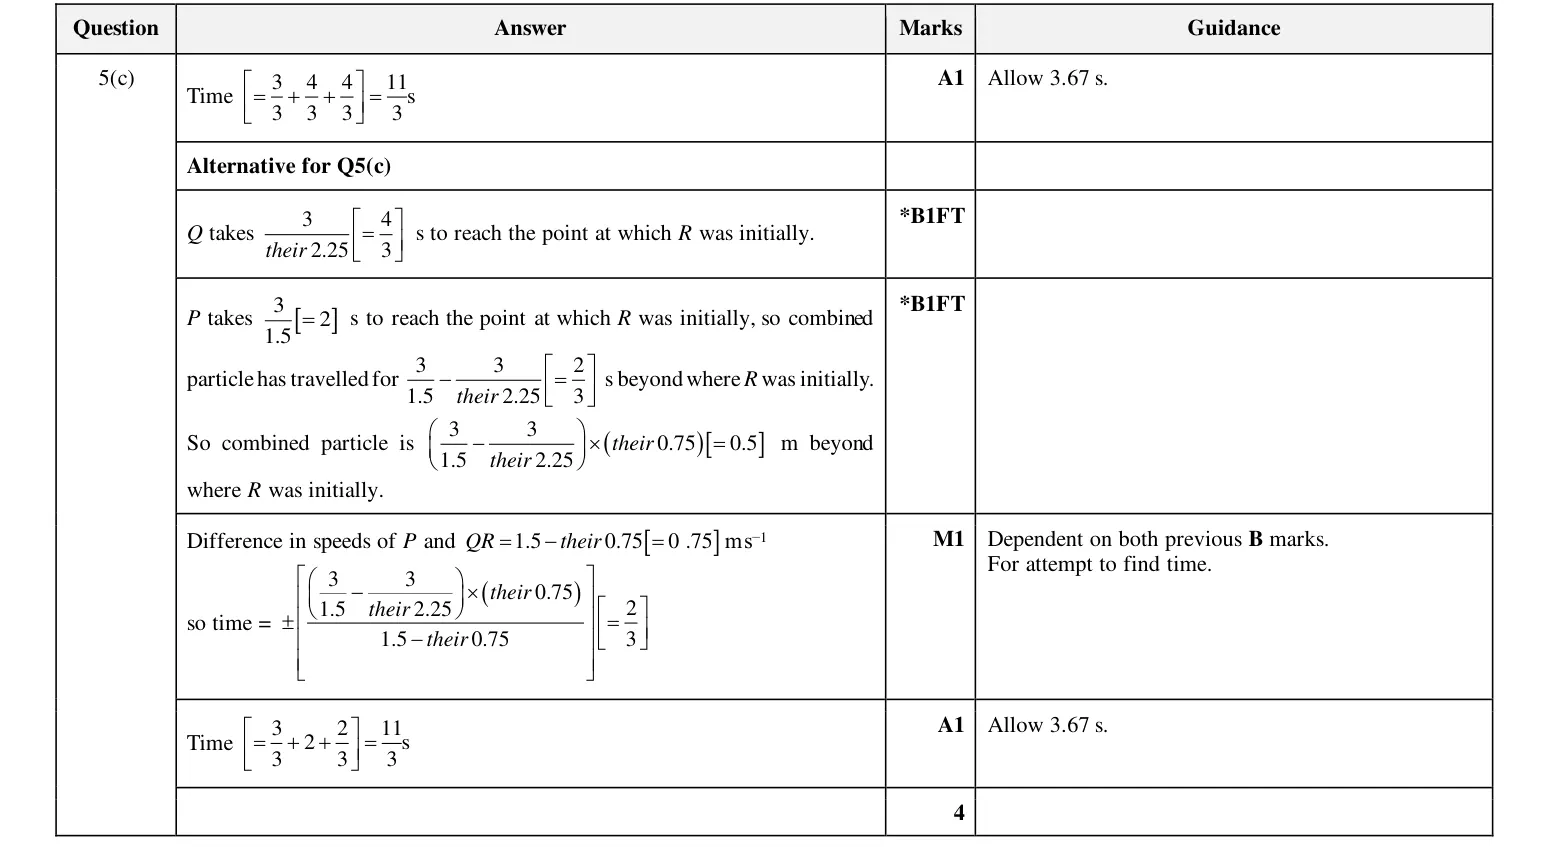 Question Answer Marks Guidance
5(c) Time [= 3/3 + 4/3 + 4/3] = 11/3 s A1 Allow 3.67 s.
Alternative for Q5(c)
Q takes 3/(their 2.25) [= 4/3] s to reach the point at which R was initially. *B1FT
P takes 3/1.5 [= 2] s to reach the point at which R was initially, so combined *B1FT
particle has travelled for 3/1.5 − 3/(their 2.25) [= 2/3] s beyond where R was initially.
So combined particle is (3/1.5 − 3/(their 2.25)) × (their 0.75) [= 0.5] m beyond
where R was initially.
Difference in speeds of P and QR = 1.5 − their 0.75 [= 0 .75] m s⁻¹ M1 Dependent on both previous B marks.
For attempt to find time.
so time = ± [(3/1.5 − 3/(their 2.25)) × (their 0.75) / (1.5 − their 0.75)] [= 2/3]
Time [= 3/3 + 2 + 2/3] = 11/3 s A1 Allow 3.67 s.
4